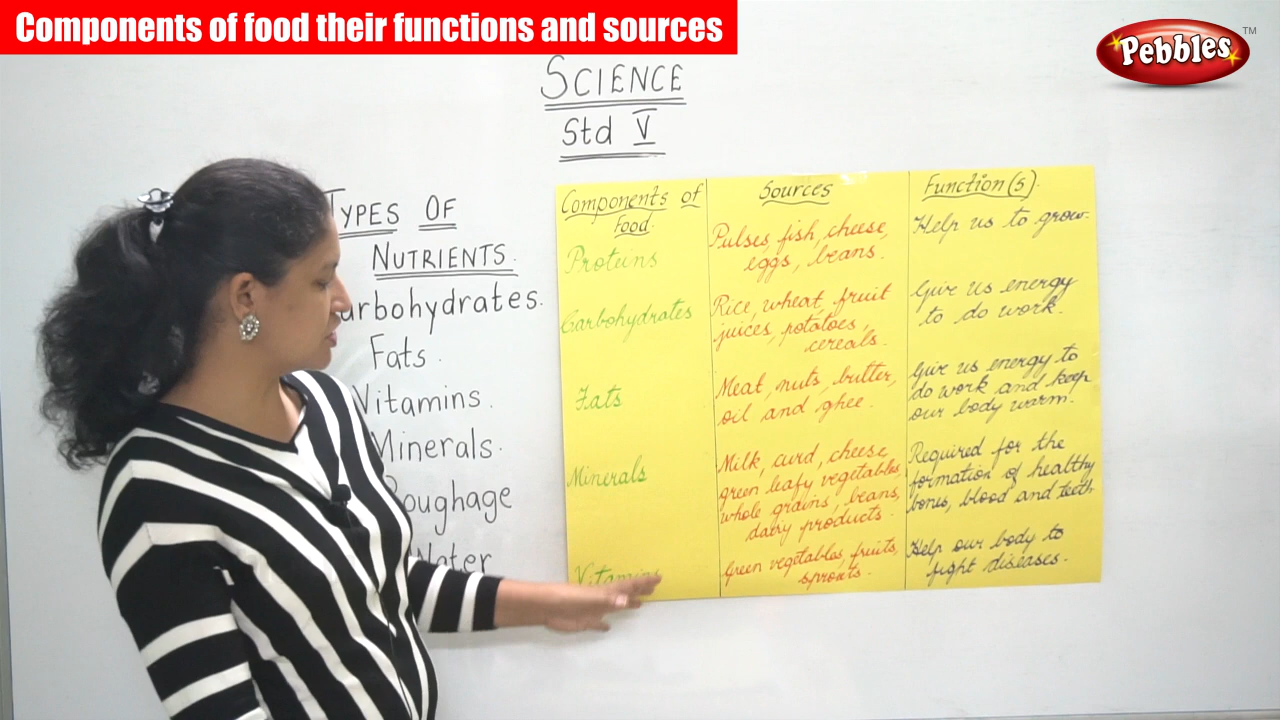 Components of food their functions and sources
Pebbles TM
SCIENCE
Std V
TYPES OF
NUTRIENTS.
arbohydrates.
Fats.
Vitamins.
Minerals.
oughage
Water
Components of
Food
Sources
Function(s)
Proteins
Pulses, fish, cheese,
eggs, beans.
Help us to grow.
Carbohydrates
Rice, wheat, fruit
juices, potatoes,
cereals.
Give us energy
to do work.
Fats
Meat, nuts, butter,
oil and ghee.
Give us energy to
do work and keep
our body warm.
Minerals
Milk, curd, cheese,
green leafy vegetables,
whole grains, beans,
dairy products.
Required for the
formation of healthy
bones, blood and teeth.
Vitamins
Green vegetables, fruits,
sprouts.
Help our body to
fight diseases.